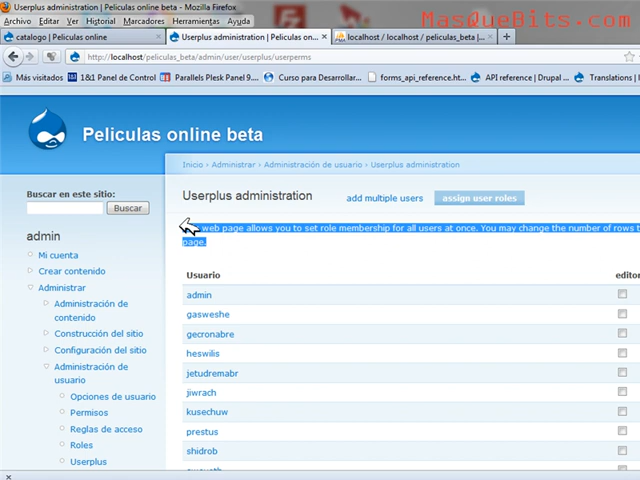 Userplus administration | Peliculas online beta - Mozilla Firefox
MasQueBits.com
Archivo Editar Ver Historial Marcadores Herramientas Ayuda
catalogo | Peliculas online
Userplus administration | Peliculas on...
localhost / localhost / peliculas_beta |...
http://localhost/peliculas_beta/admin/user/userplus/userperms
Más visitados 1&1 Panel de Control Parallels Plesk Panel 9.... Curso para Desarrollar... forms_api_reference.ht... API reference | Drupal ... Translations |
Peliculas online beta
Inicio › Administrar › Administración de usuario › Userplus administration
Buscar en este sitio:
Buscar
Userplus administration
add multiple users
assign user roles
web page allows you to set role membership for all users at once. You may change the number of rows
page.
admin
Mi cuenta
Crear contenido
Administrar
Administración de
contenido
Construcción del sitio
Configuración del sitio
Administración de
usuario
Opciones de usuario
Permisos
Reglas de acceso
Roles
Userplus
Usuario
admin
gasweshe
gecronabre
heswilis
jetudremabr
jiwrach
kusechuw
prestus
shidrob